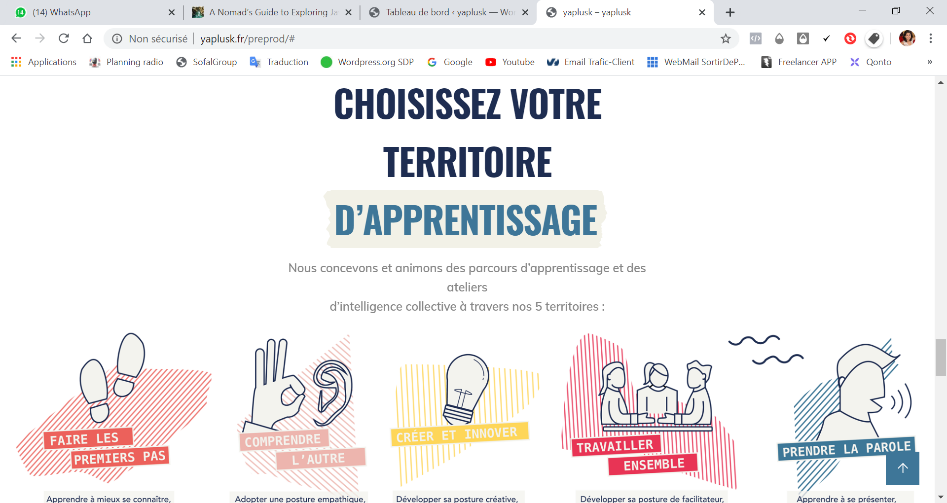 (14) WhatsApp
A Nomad's Guide to Exploring Ja
Tableau de bord ‹ yaplusk — Wo
yaplusk – yaplusk
Non sécurisé | yaplusk.fr/preprod/#
Applications
Planning radio
SofalGroup
Traduction
Wordpress.org SDP
Google
Youtube
Email Trafic-Client
WebMail SortirDeP...
Freelancer APP
Qonto
»
CHOISISSEZ VOTRE
TERRITOIRE
D'APPRENTISSAGE
Nous concevons et animons des parcours d'apprentissage et des
ateliers
d'intelligence collective à travers nos 5 territoires :
FAIRE LES
PREMIERS PAS
COMPRENDRE
L'AUTRE
CRÉER ET INNOVER
TRAVAILLER
ENSEMBLE
PRENDRE LA PAROLE
Apprendre à mieux se connaître,
Adopter une posture empathique,
Développer sa posture créative,
Développer sa posture de facilitateur,
Apprendre à se présenter,